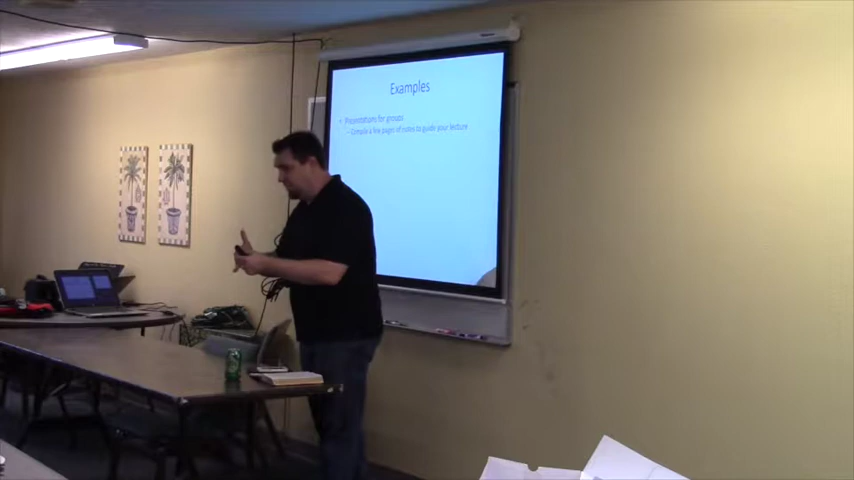 Examples
• Presentations for groups
– Compile a few pages of notes to guide your lecture